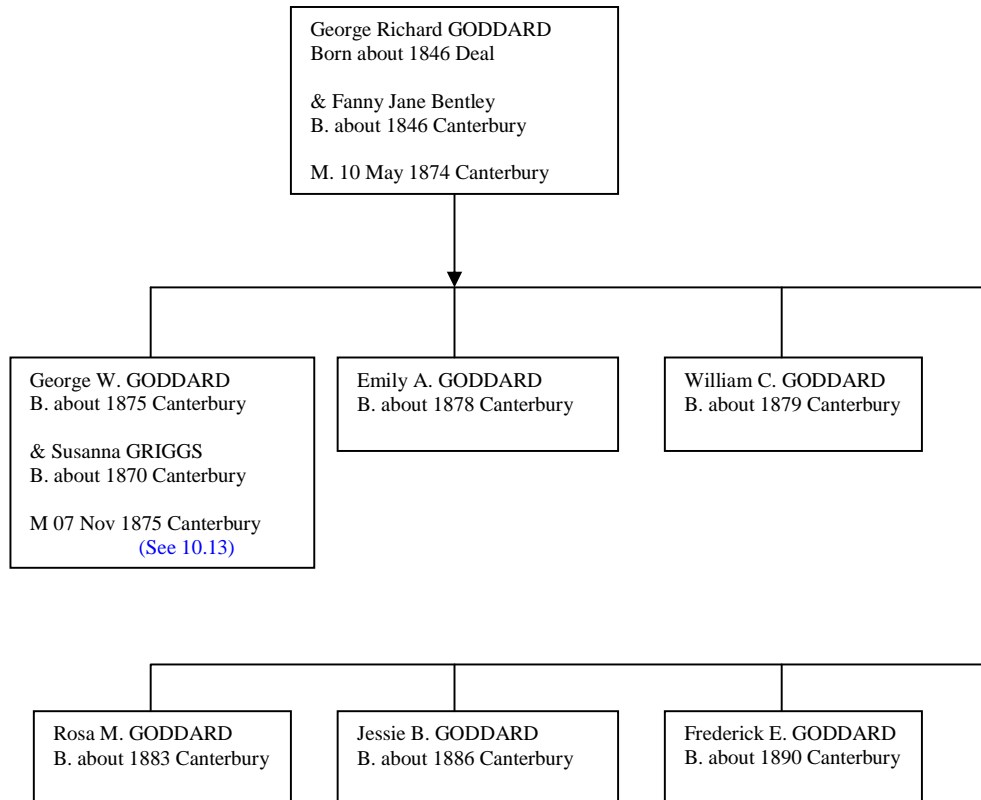 George Richard GODDARD
Born about 1846 Deal
& Fanny Jane Bentley
B. about 1846 Canterbury
M. 10 May 1874 Canterbury
George W. GODDARD
B. about 1875 Canterbury
& Susanna GRIGGS
B. about 1870 Canterbury
M 07 Nov 1875 Canterbury
(See 10.13)
Emily A. GODDARD
B. about 1878 Canterbury
William C. GODDARD
B. about 1879 Canterbury
Rosa M. GODDARD
B. about 1883 Canterbury
Jessie B. GODDARD
B. about 1886 Canterbury
Frederick E. GODDARD
B. about 1890 Canterbury